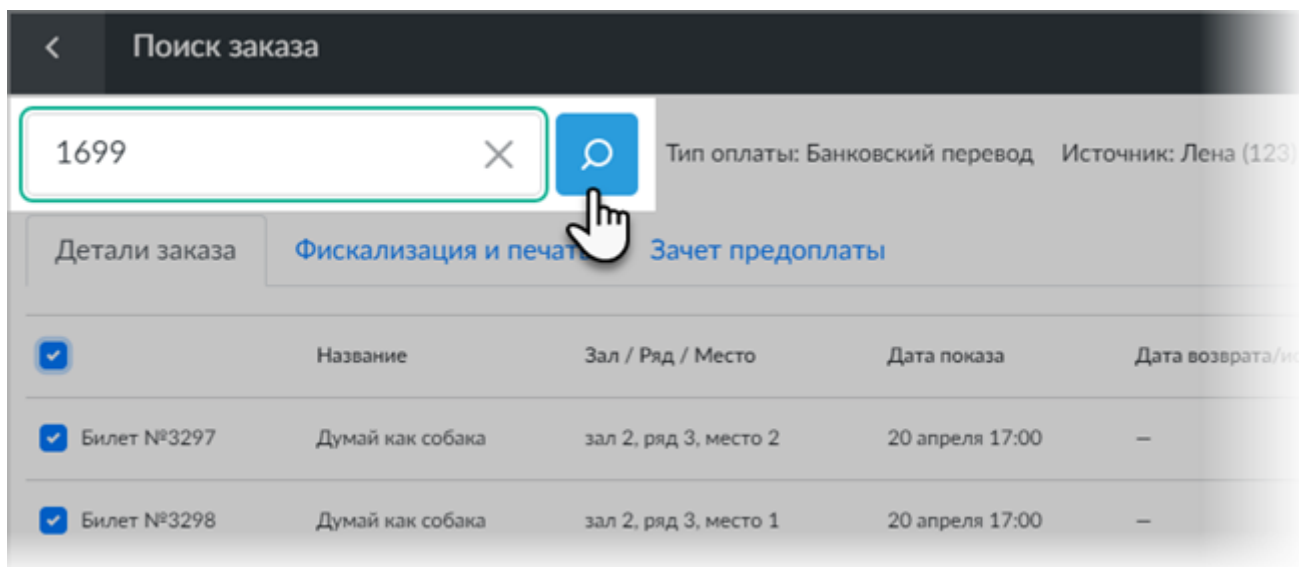 Поиск заказа
1699 Тип оплаты: Банковский перевод Источник: Лена (123)
Детали заказа Фискализация и печать Зачет предоплаты
Название Зал / Ряд / Место Дата показа Дата возврата/
Билет №3297 Думай как собака зал 2, ряд 3, место 2 20 апреля 17:00 —
Билет №3298 Думай как собака зал 2, ряд 3, место 1 20 апреля 17:00 —